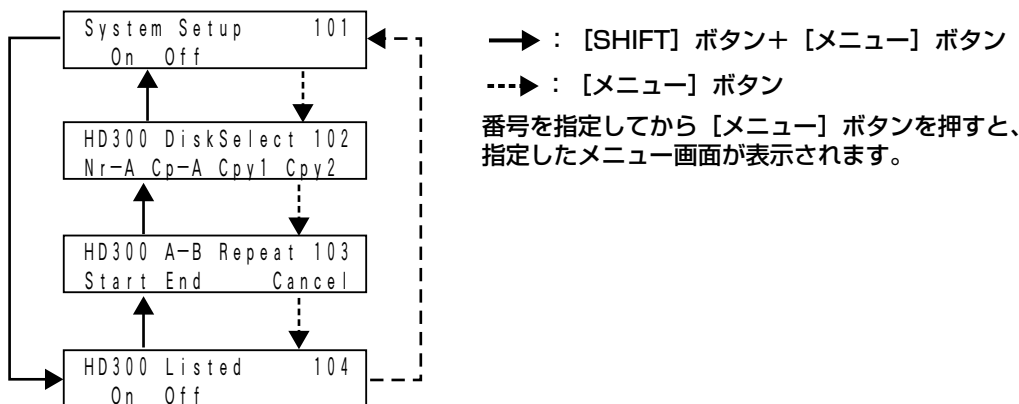 System Setup 101
On Off
HD300 DiskSelect 102
Nr-A Cp-A Cpy1 Cpy2
HD300 A-B Repeat 103
Start End Cancel
HD300 Listed 104
On Off
：［SHIFT］ボタン＋［メニュー］ボタン
：［メニュー］ボタン
番号を指定してから［メニュー］ボタンを押すと、
指定したメニュー画面が表示されます。